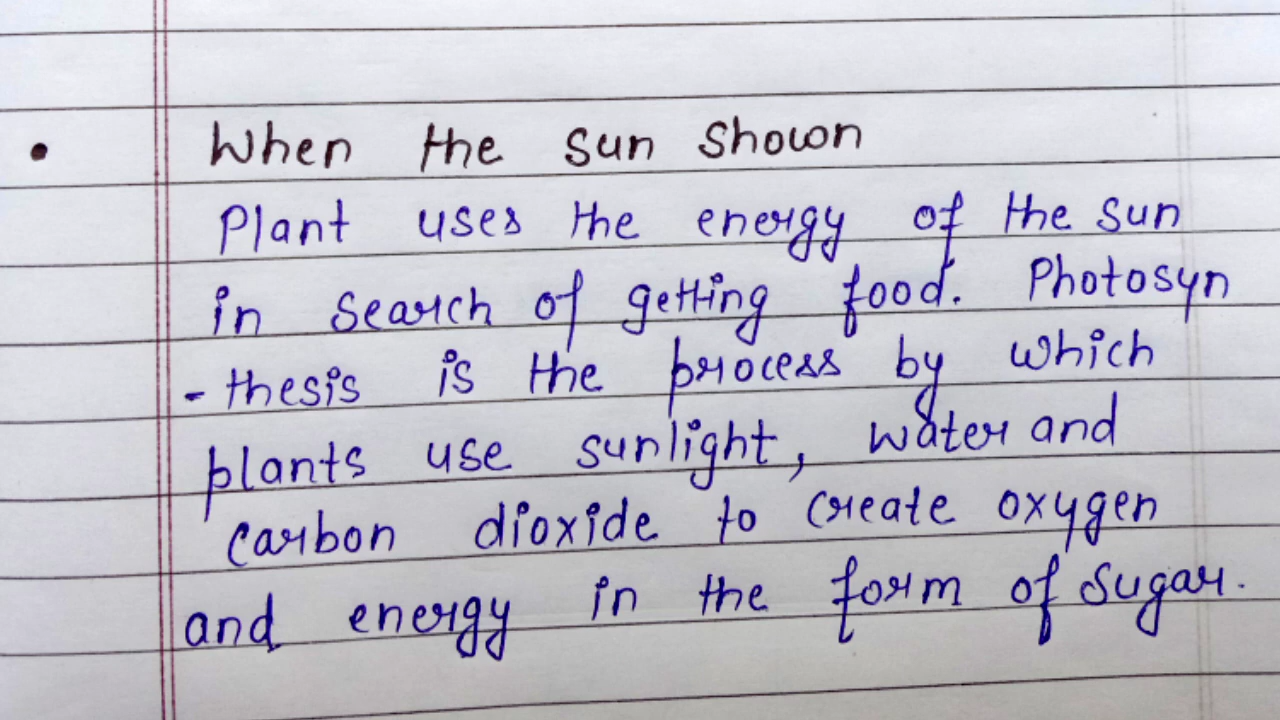 • When the sun shown
Plant uses the energy of the sun
in search of getting food. Photosyn
- thesis is the process by which
plants use sunlight, water and
carbon dioxide to create oxygen
and energy in the form of sugar.